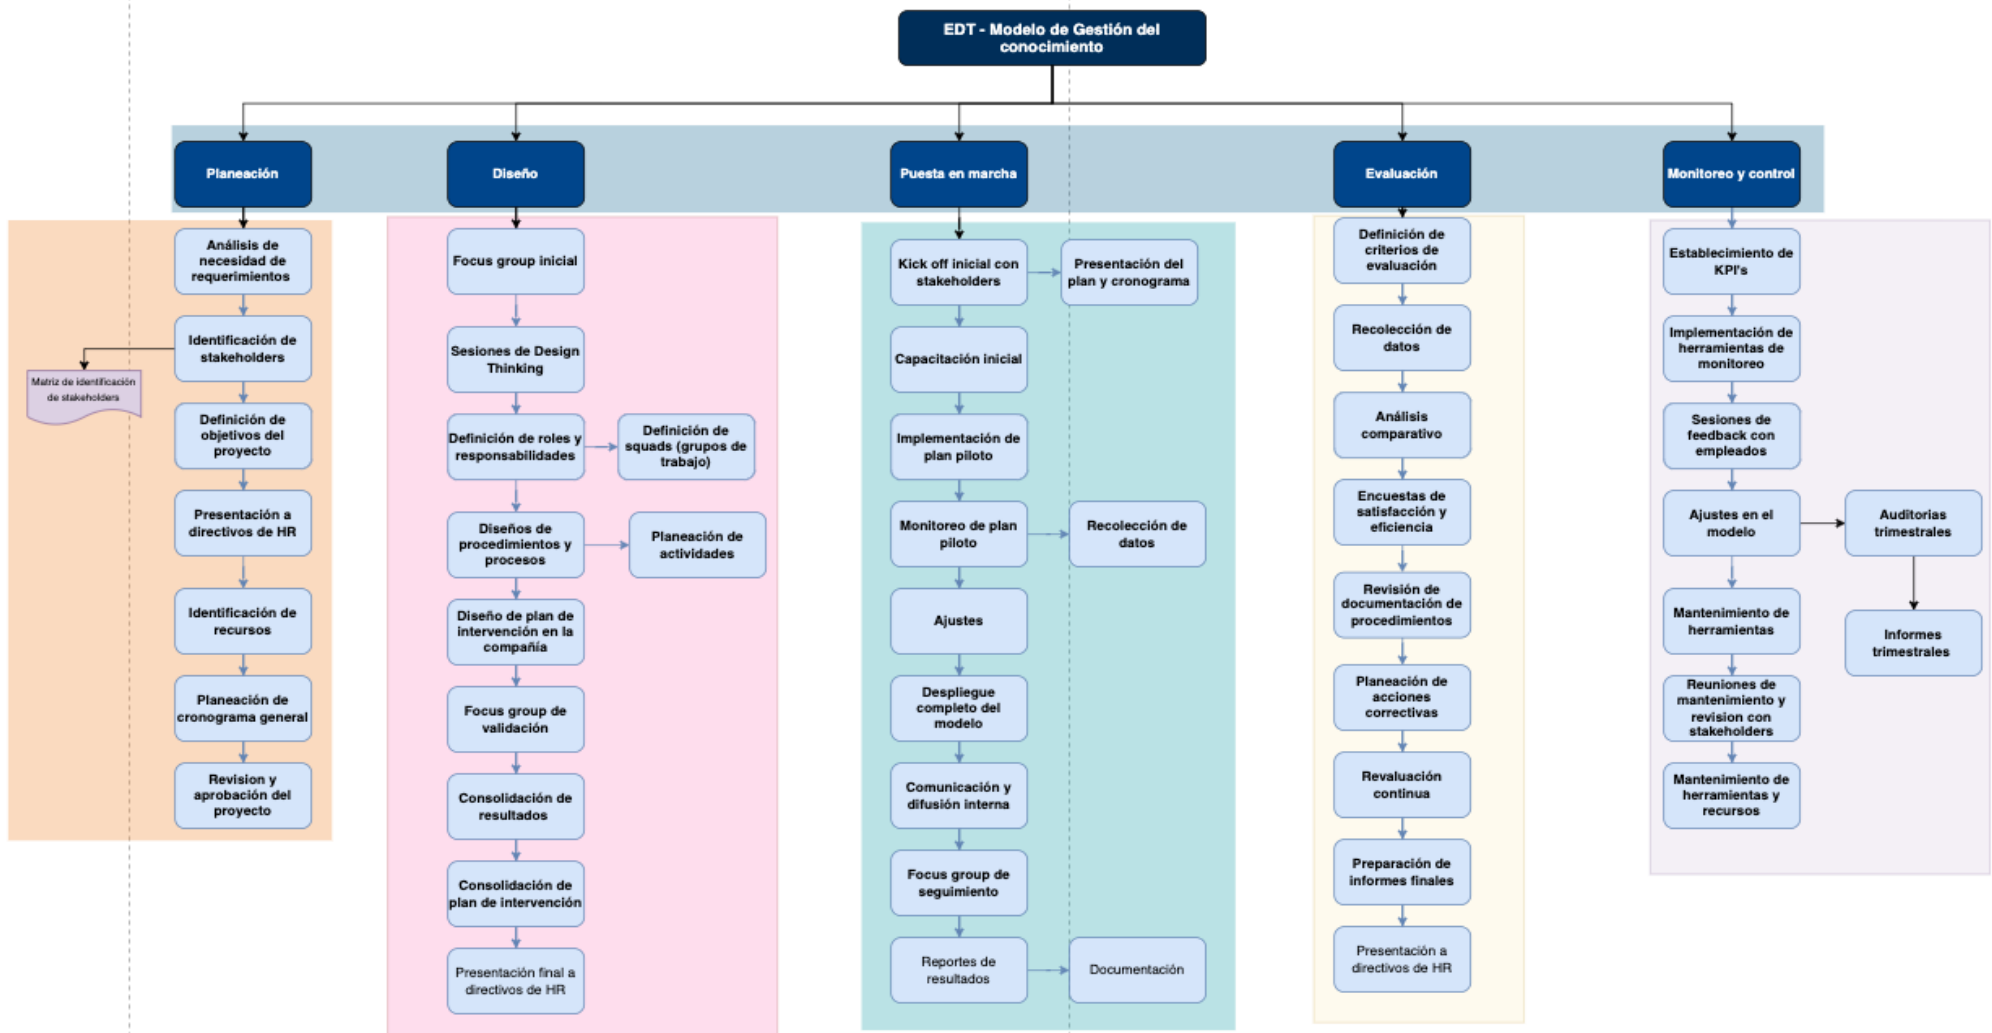 EDT - Modelo de Gestión del
conocimiento
Planeación
Diseño
Puesta en marcha
Evaluación
Monitoreo y control
Análisis de
necesidad de
requerimientos
Identificación de
stakeholders
Matriz de identificación
de stakeholders
Definición de
objetivos del
proyecto
Presentación a
directivos de HR
Identificación de
recursos
Planeación de
cronograma general
Revision y
aprobación del
proyecto
Focus group inicial
Sesiones de Design
Thinking
Definición de roles y
responsabilidades
Definición de
squads (grupos de
trabajo)
Diseños de
procedimientos y
procesos
Planeación de
actividades
Diseño de plan de
intervención en la
compañía
Focus group de
validación
Consolidación de
resultados
Consolidación de
plan de intervención
Presentación final a
directivos de HR
Kick off inicial con
stakeholders
Presentación del
plan y cronograma
Capacitación inicial
Implementación de
plan piloto
Monitoreo de plan
piloto
Recolección de
datos
Ajustes
Despliegue
completo del
modelo
Comunicación y
difusión interna
Focus group de
seguimiento
Reportes de
resultados
Documentación
Definición de
criterios de
evaluación
Recolección de
datos
Análisis
comparativo
Encuestas de
satisfacción y
eficiencia
Revisión de
documentación de
procedimientos
Planeación de
acciones
correctivas
Revaluación
continua
Preparación de
informes finales
Presentación a
directivos de HR
Establecimiento de
KPI's
Implementación de
herramientas de
monitoreo
Sesiones de
feedback con
empleados
Ajustes en el
modelo
Auditorias
trimestrales
Informes
trimestrales
Mantenimiento de
herramientas
Reuniones de
mantenimiento y
revision con
stakeholders
Mantenimiento de
herramientas y
recursos